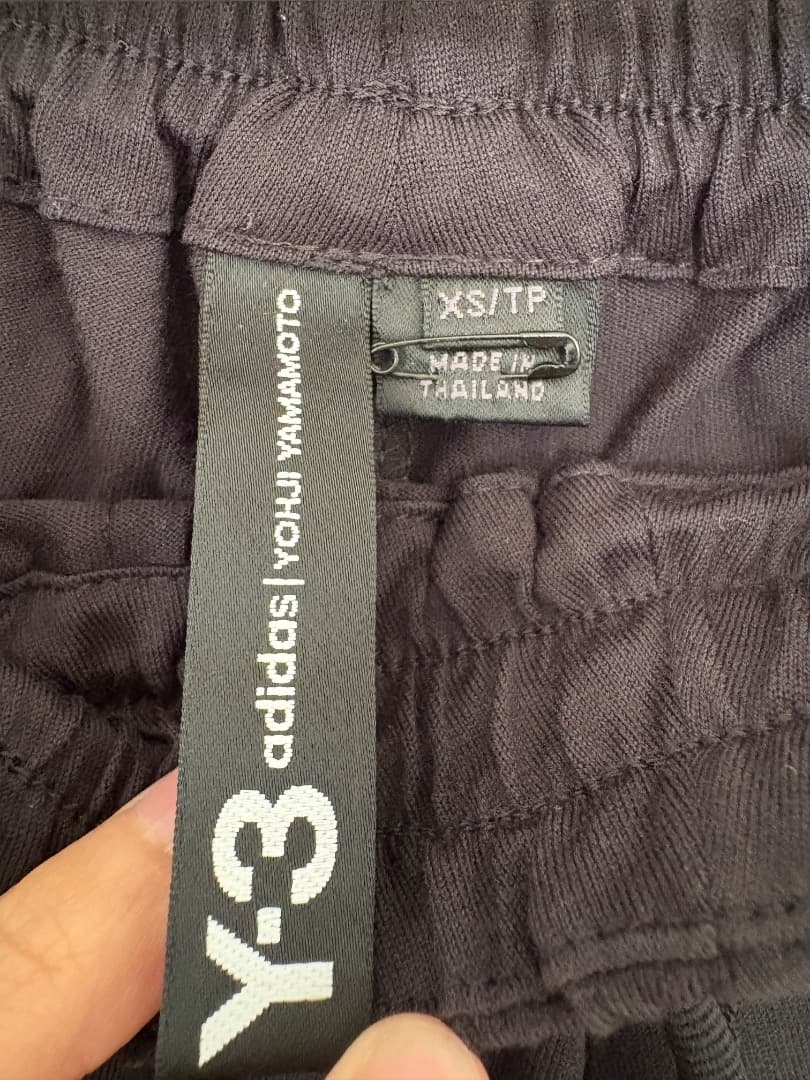 Y-3
adidas | YOHJI YAMAMOTO
XS/TP
MADE IN
THAILAND